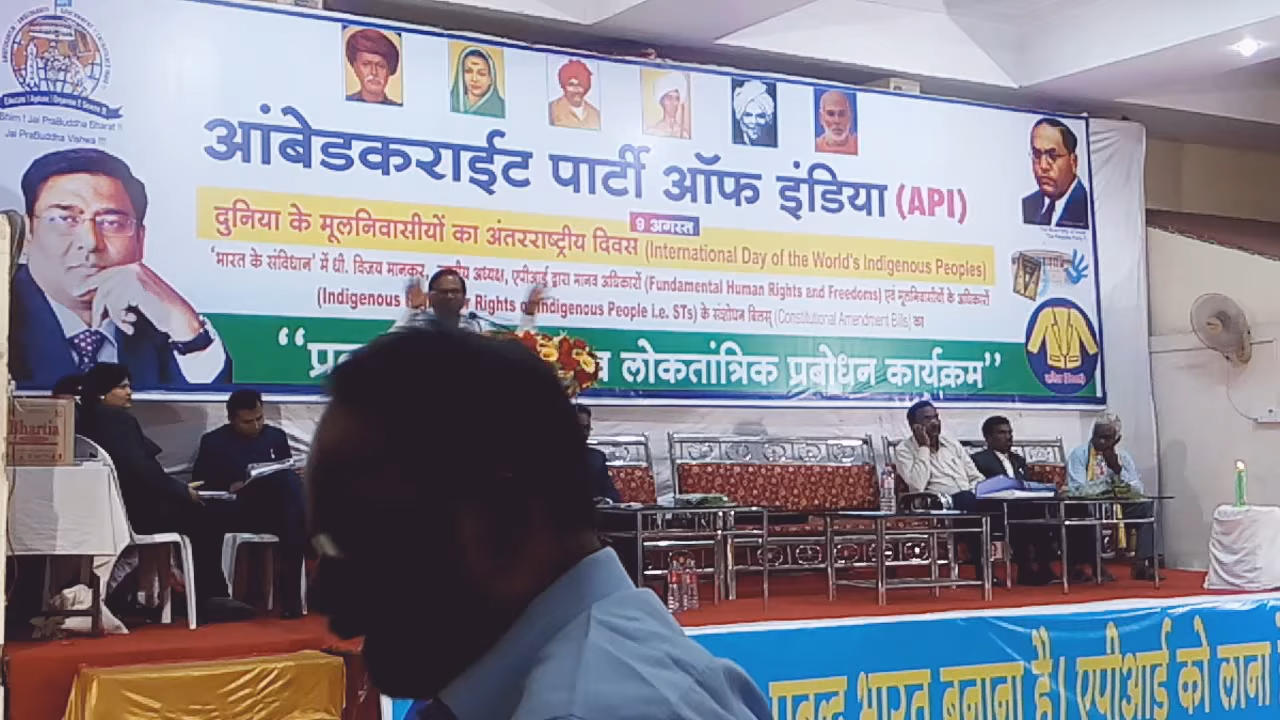 Educate ! Agitate ! Organise &
Bhim ! Jai PraBuddha Bharat !!
Jai PraBuddha Vishwa !!!
आंबेडकराईट पार्टी ऑफ इंडिया (API)
9 अगस्त
दुनिया के मूलनिवासीयों का अंतरराष्ट्रीय दिवस (International Day of the World's Indigenous Peoples)
'भारत के संविधान' में धी. विजय मानकर, अध्यक्ष, एपीआई द्वारा मानव अधिकारों (Fundamental Human Rights and Freedoms) एवं मूलनिवासीयों के अधिकारों
(Indigenous Rights Indigenous People i.e. STs) के संशोधन बिलस् (Constitutional Amendment Bills) का
लोकतांत्रिक प्रबोधन कार्यक्रम”
Bhartia
प्रबुद्ध भारत बनाना है। एपीआई को लाना